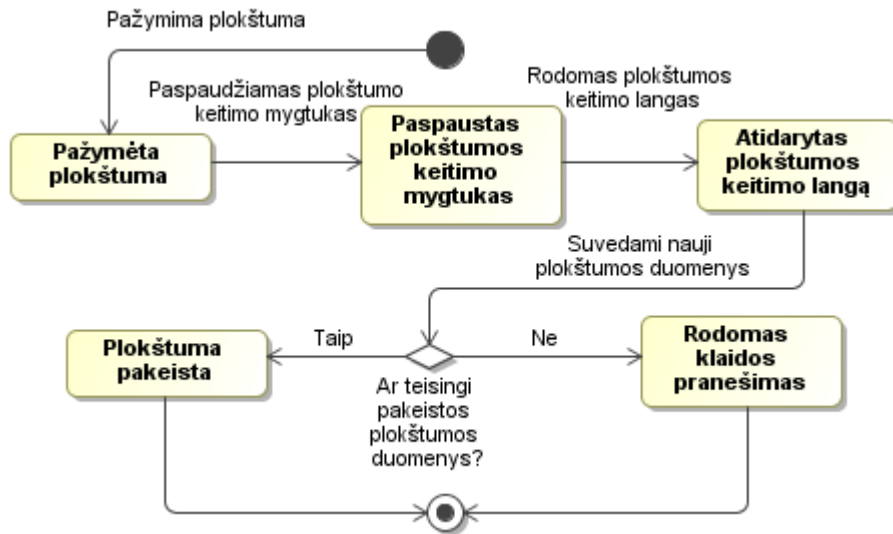 Pažymima plokštuma
Paspaudžiamas plokštumo
keitimo mygtukas
Rodomas plokštumos
keitimo langas
Pažymėta
plokštuma
Paspaustas
plokštumos
keitimo
mygtukas
Atidarytas
plokštumos
keitimo langą
Suvedami nauji
plokštumos duomenys
Plokštuma
pakeista
Taip
Ne
Rodomas
klaidos
pranešimas
Ar teisingi
pakeistos
plokštumos
duomenys?